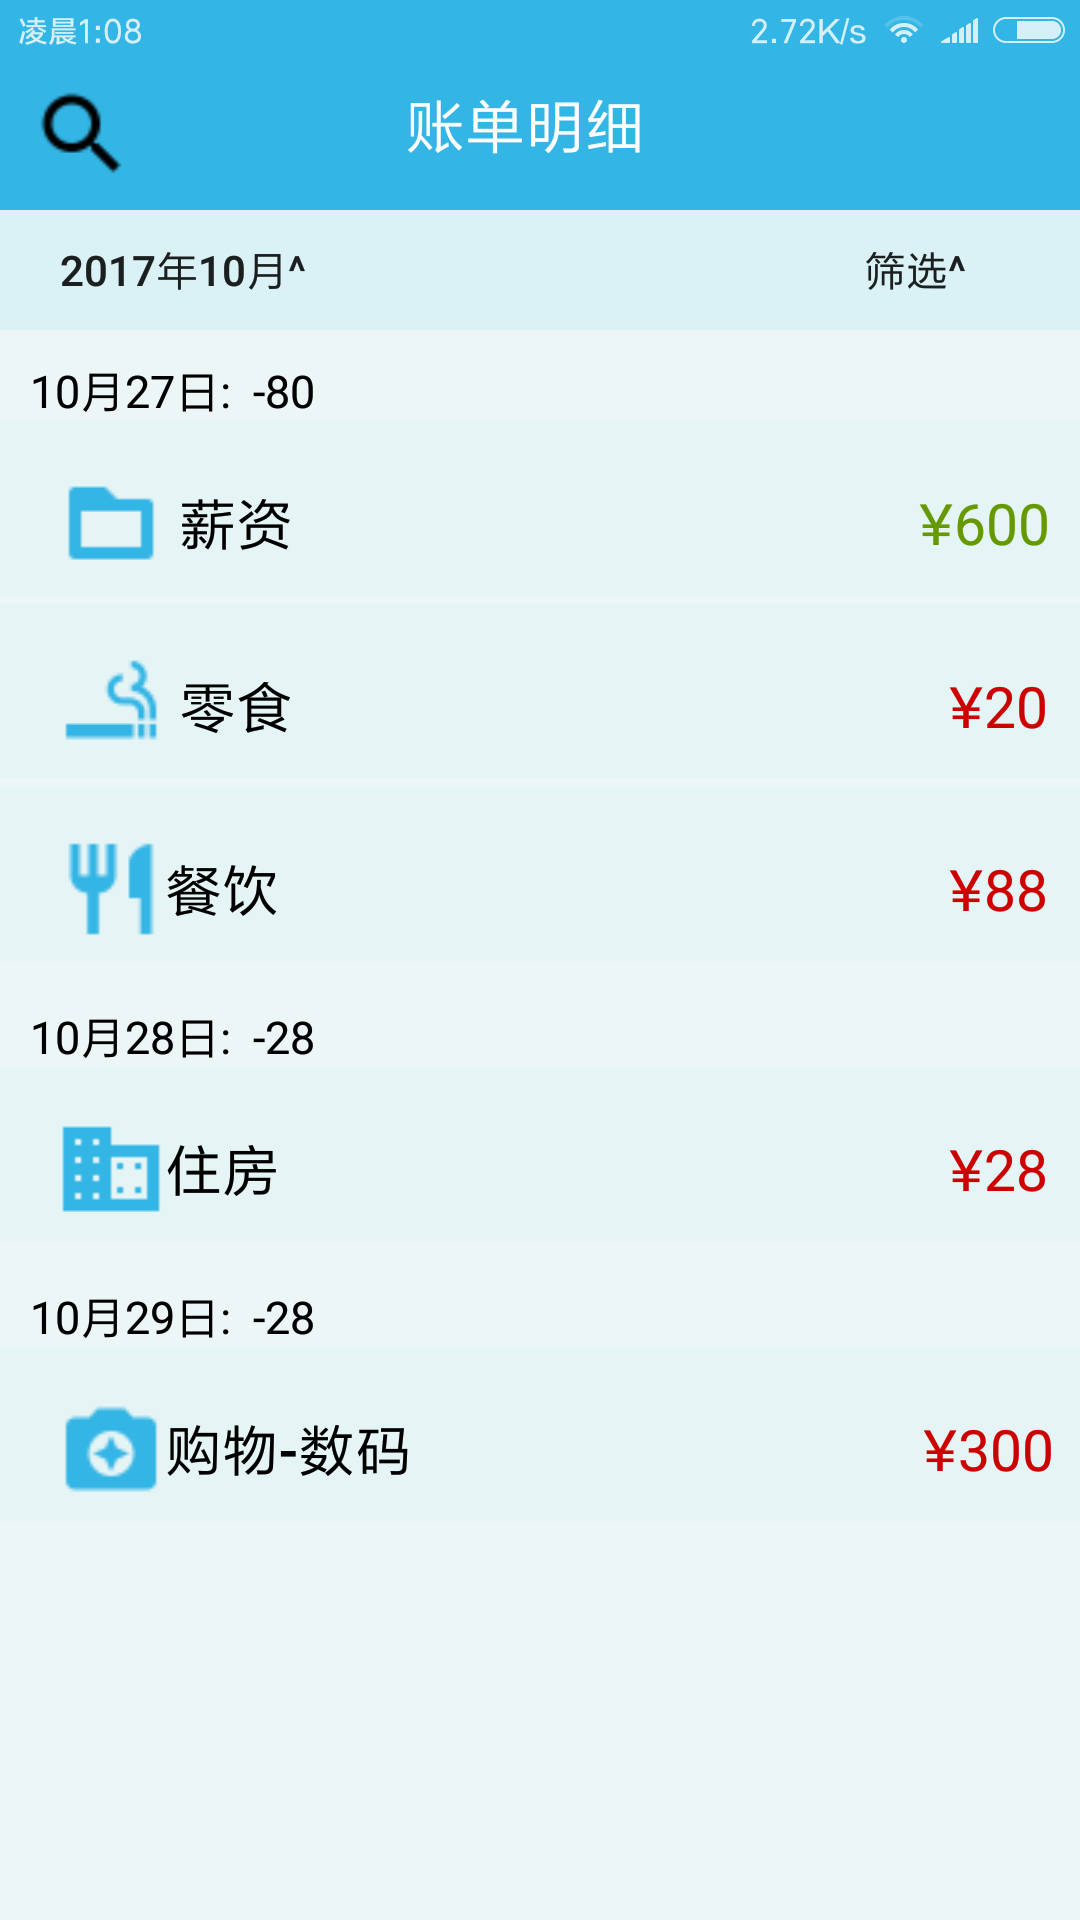 凌晨1:08 2.72K/s
账单明细
2017年10月^ 筛选^
10月27日: -80
薪资 ¥600
零食 ¥20
餐饮 ¥88
10月28日: -28
住房 ¥28
10月29日: -28
购物-数码 ¥300